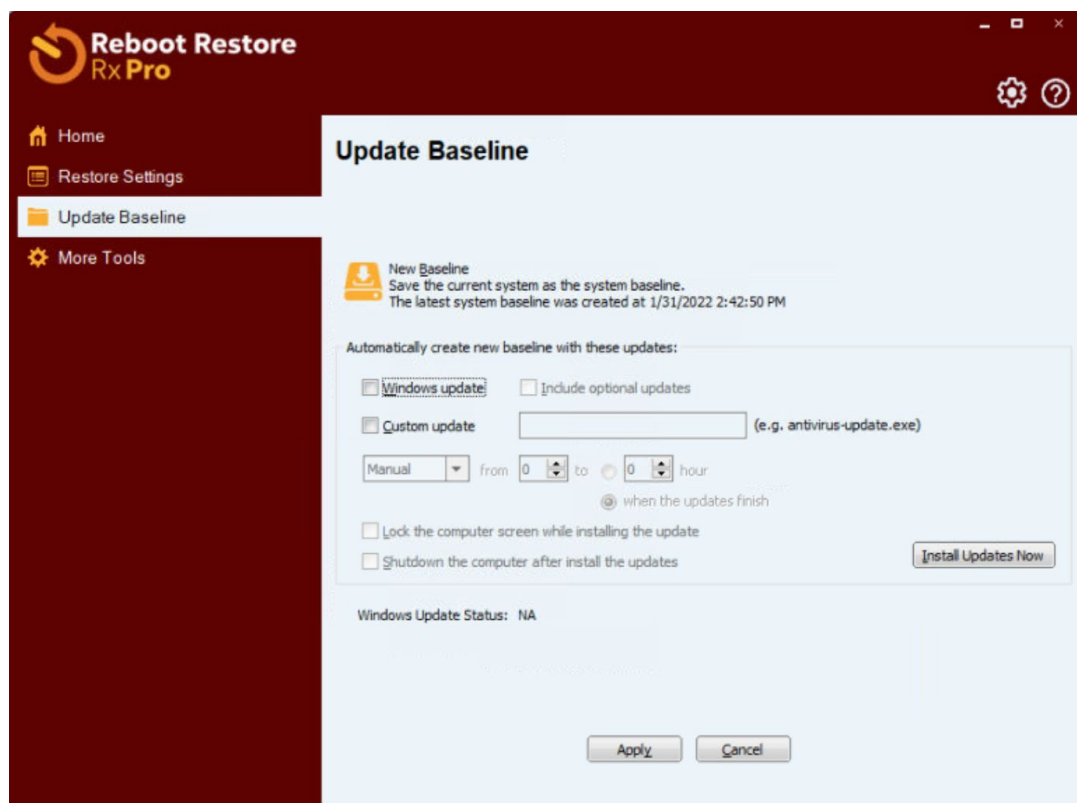 Reboot Restore
Rx Pro
Home
Restore Settings
Update Baseline
More Tools
Update Baseline
New Baseline
Save the current system as the system baseline.
The latest system baseline was created at 1/31/2022 2:42:50 PM
Automatically create new baseline with these updates:
Windows update Include optional updates
Custom update (e.g. antivirus-update.exe)
Manual from 0 to 0 hour
when the updates finish
Lock the computer screen while installing the update
Shutdown the computer after install the updates
Install Updates Now
Windows Update Status: NA
Apply Cancel